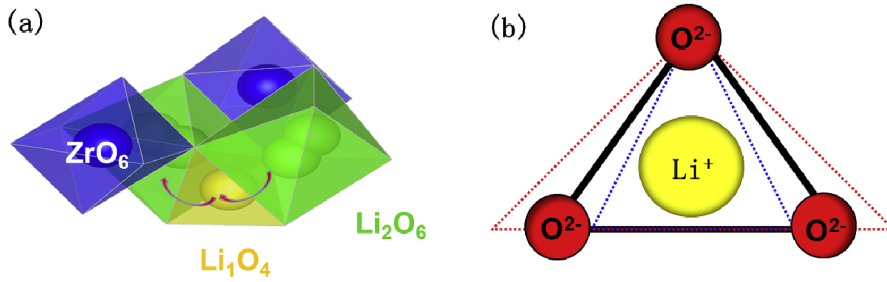 (a)
ZrO₆
Li₂O₆
Li₁O₄
(b)
O²⁻
Li⁺
O²⁻
O²⁻